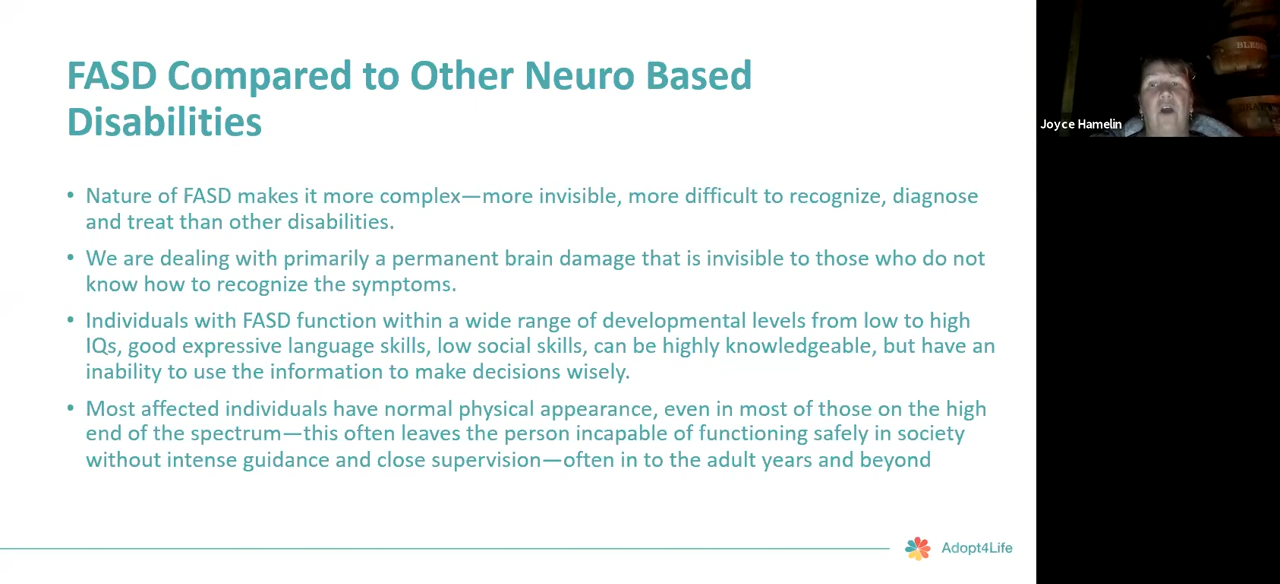 FASD Compared to Other Neuro Based
Disabilities
• Nature of FASD makes it more complex—more invisible, more difficult to recognize, diagnose
and treat than other disabilities.
• We are dealing with primarily a permanent brain damage that is invisible to those who do not
know how to recognize the symptoms.
• Individuals with FASD function within a wide range of developmental levels from low to high
IQs, good expressive language skills, low social skills, can be highly knowledgeable, but have an
inability to use the information to make decisions wisely.
• Most affected individuals have normal physical appearance, even in most of those on the high
end of the spectrum—this often leaves the person incapable of functioning safely in society
without intense guidance and close supervision—often in to the adult years and beyond
Adopt4Life
Joyce Hamelin